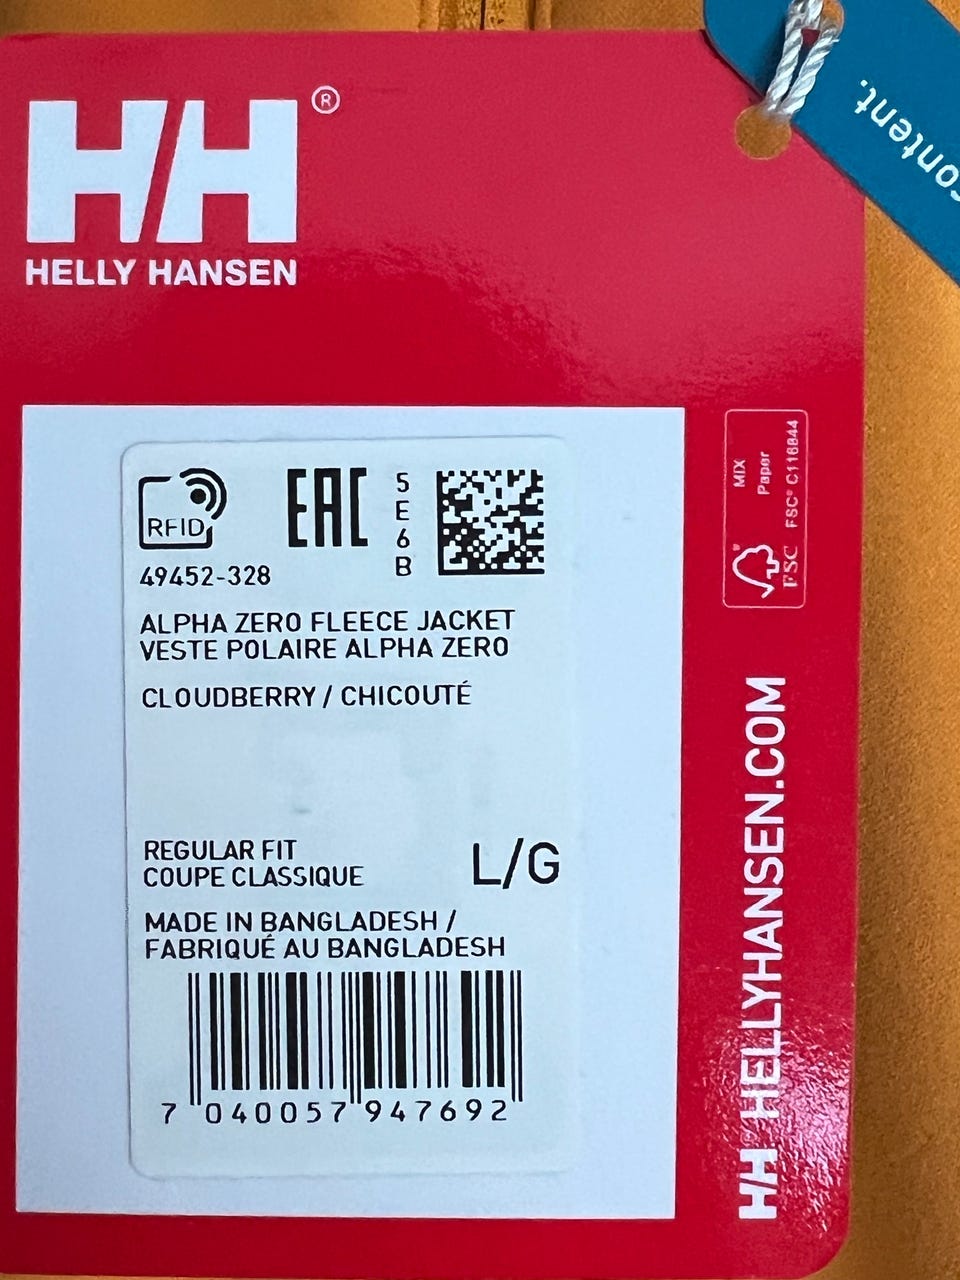 HH®
HELLY HANSEN
content.
RFID
EAC
5
E
6
B
49452-328
ALPHA ZERO FLEECE JACKET
VESTE POLAIRE ALPHA ZERO
CLOUDBERRY / CHICOUTÉ
REGULAR FIT
COUPE CLASSIQUE
L/G
MADE IN BANGLADESH /
FABRIQUÉ AU BANGLADESH
7 040057 947692
MIX
Paper
FSC® C116844
FSC
HH® HELLYHANSEN.COM